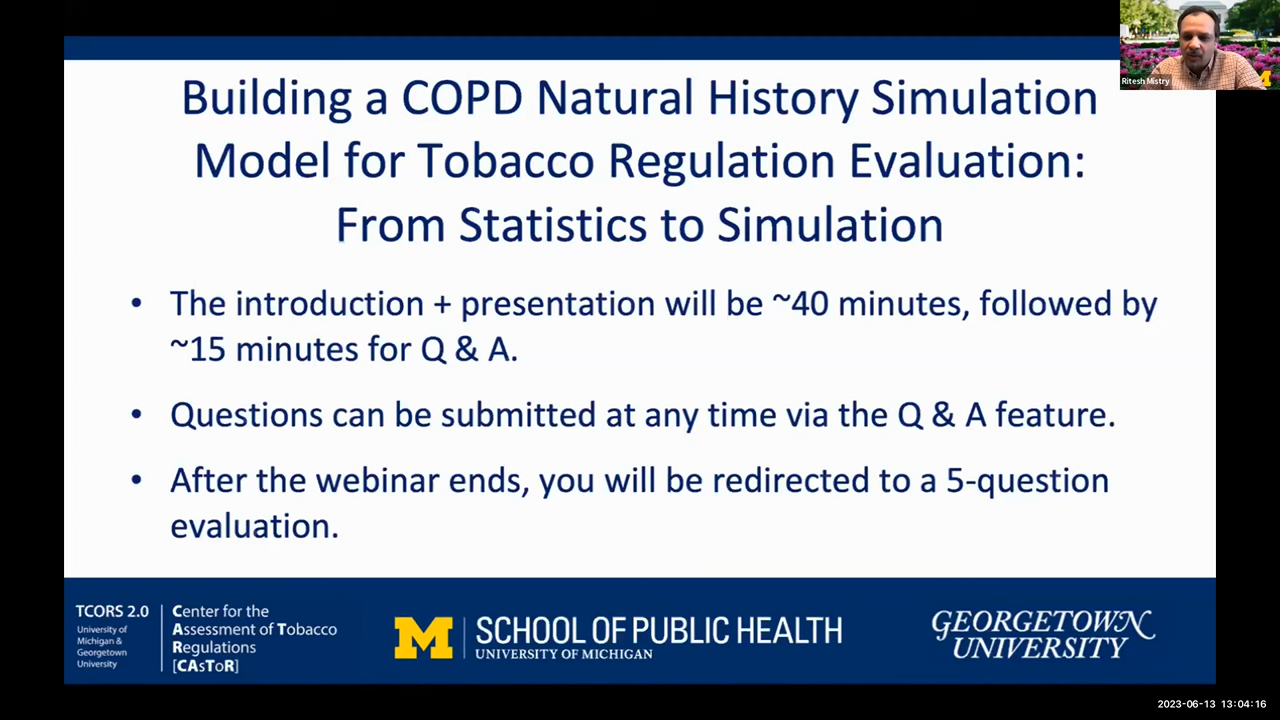 Building a COPD Natural History Simulation
Model for Tobacco Regulation Evaluation:
From Statistics to Simulation
• The introduction + presentation will be ~40 minutes, followed by
~15 minutes for Q & A.
• Questions can be submitted at any time via the Q & A feature.
• After the webinar ends, you will be redirected to a 5-question
evaluation.
Ritesh Mistry
TCORS 2.0
University of
Michigan &
Georgetown
University
Center for the
Assessment of Tobacco
Regulations
[CAsToR]
M
SCHOOL OF PUBLIC HEALTH
UNIVERSITY OF MICHIGAN
GEORGETOWN
UNIVERSITY
2023-06-13 13:04:16